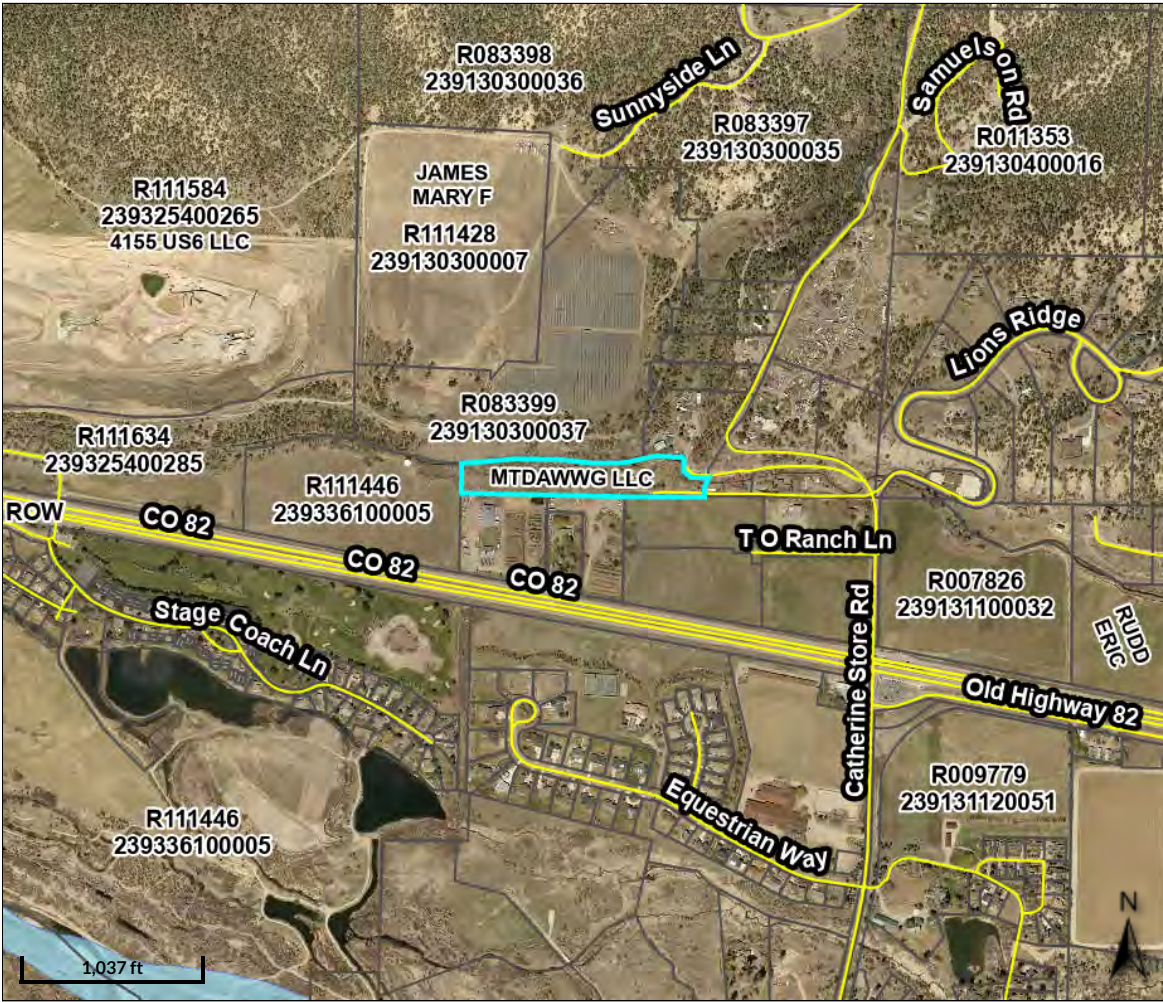 R083398
239130300036
Sunnyside Ln
Samuelson Rd
R083397
239130300035
R011353
239130400016
JAMES
MARY F
R111428
239130300007
R111584
239325400265
4155 US6 LLC
Lions Ridge
R083399
239130300037
R111634
239325400285
MTDAWWG LLC
R111446
239336100005
ROW
CO 82
CO 82
CO 82
T O Ranch Ln
R007826
239131100032
RUDD
ERIC
Stage Coach Ln
Catherine Store Rd
Old Highway 82
R009779
239131120051
Equestrian Way
R111446
239336100005
N
1,037 ft